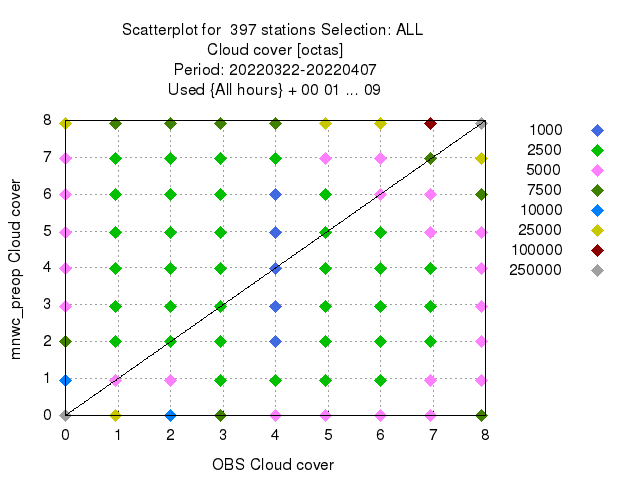 Scatterplot for  397 stations Selection: ALL
Cloud cover [octas]
Period: 20220322-20220407
Used {All hours} + 00 01 ... 09
mnwc_preop Cloud cover
8
7
6
5
4
3
2
1
0
0 1 2 3 4 5 6 7 8
OBS Cloud cover
1000
2500
5000
7500
10000
25000
100000
250000